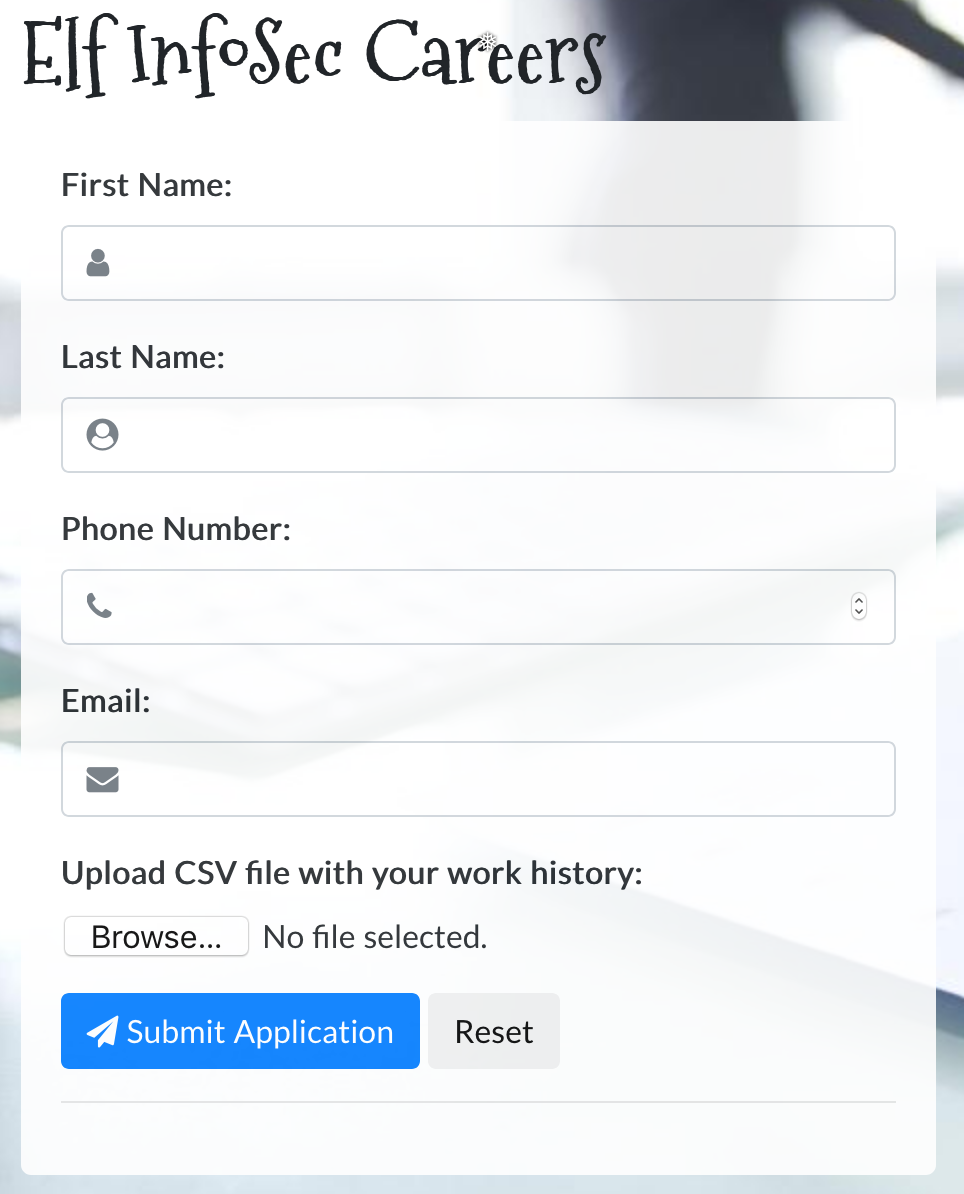 Elf InfoSec Careers
First Name:
Last Name:
Phone Number:
Email:
Upload CSV file with your work history:
Browse... No file selected.
Submit Application Reset